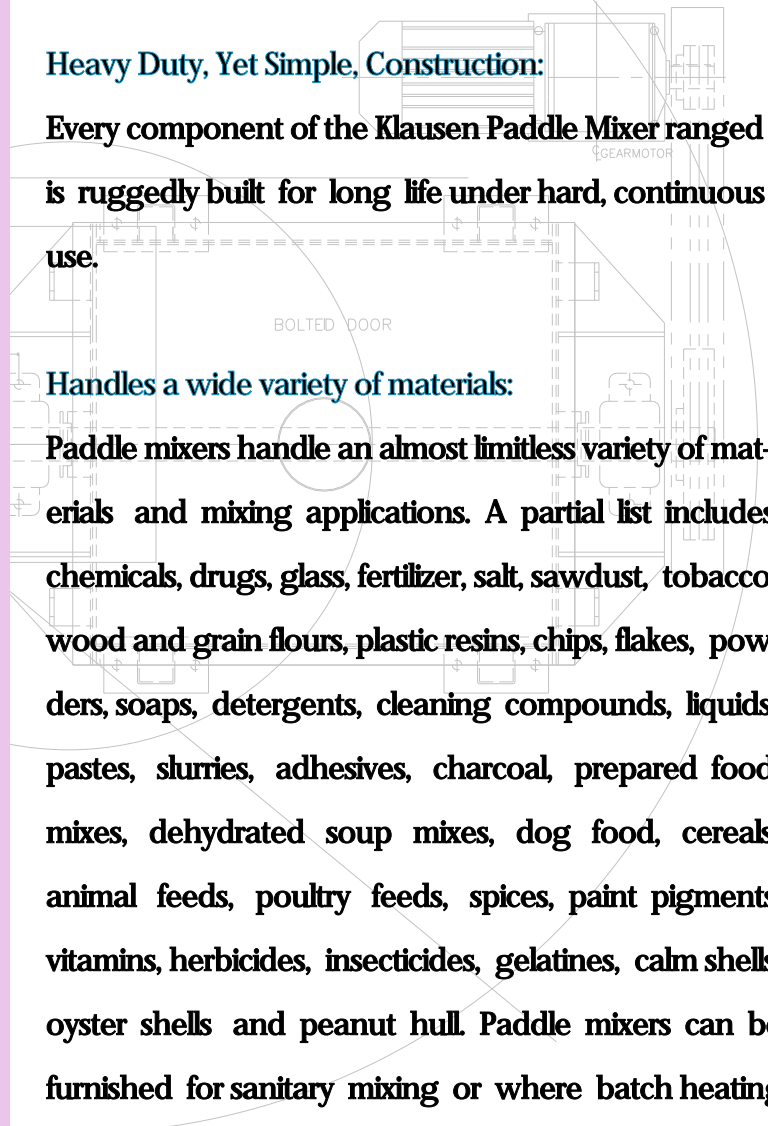 Heavy Duty, Yet Simple, Construction:
Every component of the Klausen Paddle Mixer ranged
GEARMOTOR
is ruggedly built for long life under hard, continuous
use.
BOLTED DOOR
Handles a wide variety of materials:
Paddle mixers handle an almost limitless variety of mat-
erials and mixing applications. A partial list includes
chemicals, drugs, glass, fertilizer, salt, sawdust, tobacco
wood and grain flours, plastic resins, chips, flakes, pow
ders, soaps, detergents, cleaning compounds, liquids
pastes, slurries, adhesives, charcoal, prepared food
mixes, dehydrated soup mixes, dog food, cereals
animal feeds, poultry feeds, spices, paint pigments
vitamins, herbicides, insecticides, gelatines, calm shells
oyster shells and peanut hull. Paddle mixers can be
furnished for sanitary mixing or where batch heating